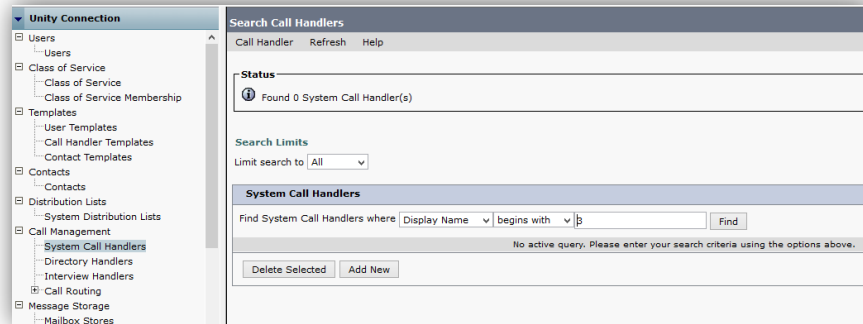 Unity Connection
Users
Users
Class of Service
Class of Service
Class of Service Membership
Templates
User Templates
Call Handler Templates
Contact Templates
Contacts
Contacts
Distribution Lists
System Distribution Lists
Call Management
System Call Handlers
Directory Handlers
Interview Handlers
Call Routing
Message Storage
Mailbox Stores
Search Call Handlers
Call Handler Refresh Help
Status
Found 0 System Call Handler(s)
Search Limits
Limit search to All
System Call Handlers
Find System Call Handlers where Display Name begins with 3 Find
No active query. Please enter your search criteria using the options above.
Delete Selected Add New